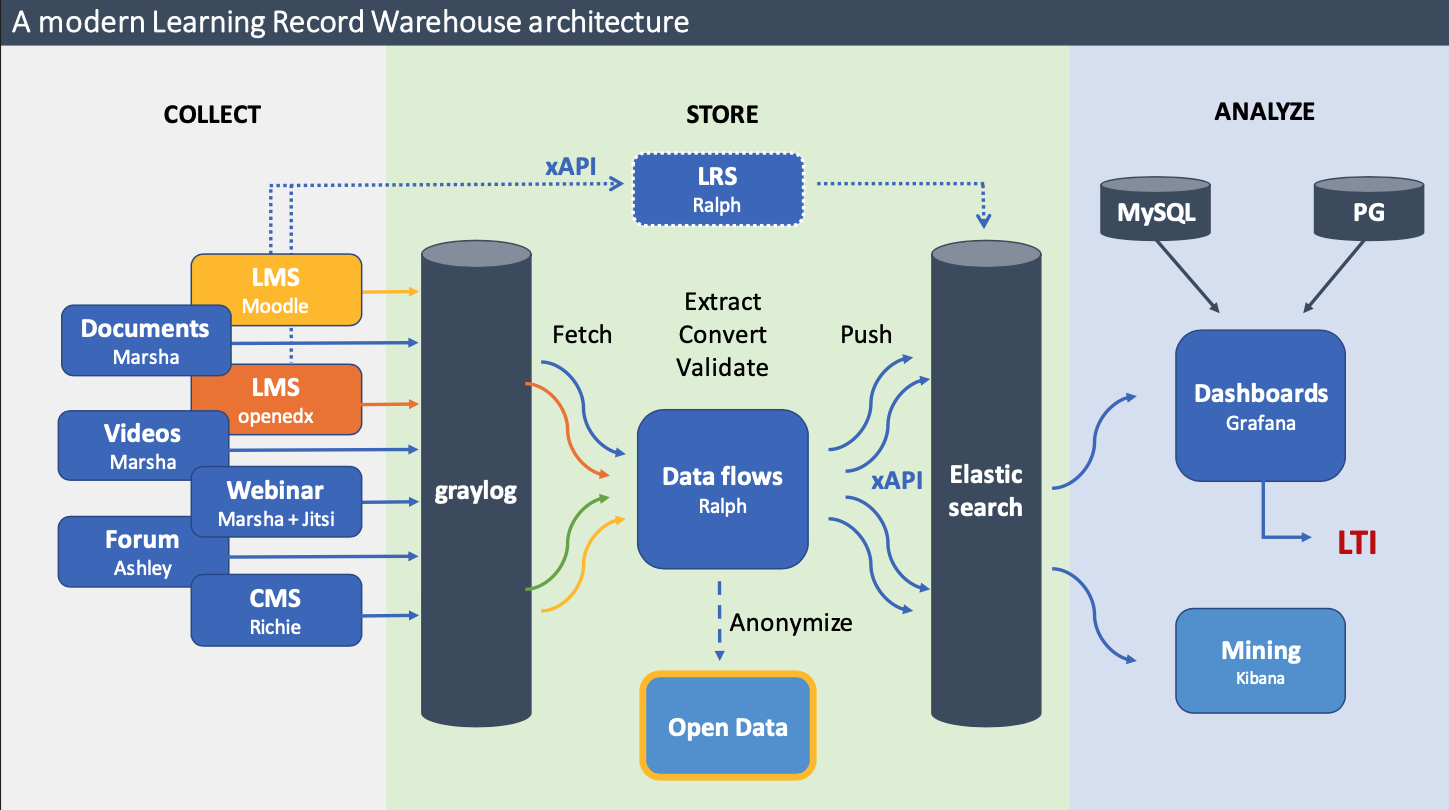 A modern Learning Record Warehouse architecture
COLLECT
STORE
ANALYZE
xAPI
LRS
Ralph
MySQL
PG
LMS
Moodle
Documents
Marsha
LMS
openedx
Videos
Marsha
Webinar
Marsha + Jitsi
Forum
Ashley
CMS
Richie
graylog
Fetch
Extract
Convert
Validate
Push
Data flows
Ralph
xAPI
Elastic
search
Anonymize
Open Data
Dashboards
Grafana
LTI
Mining
Kibana